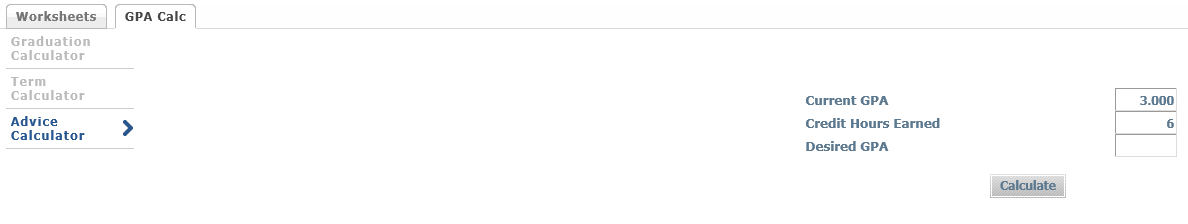 Worksheets GPA Calc
Graduation
Calculator
Term
Calculator
Advice
Calculator
Current GPA 3.000
Credit Hours Earned 6
Desired GPA
Calculate